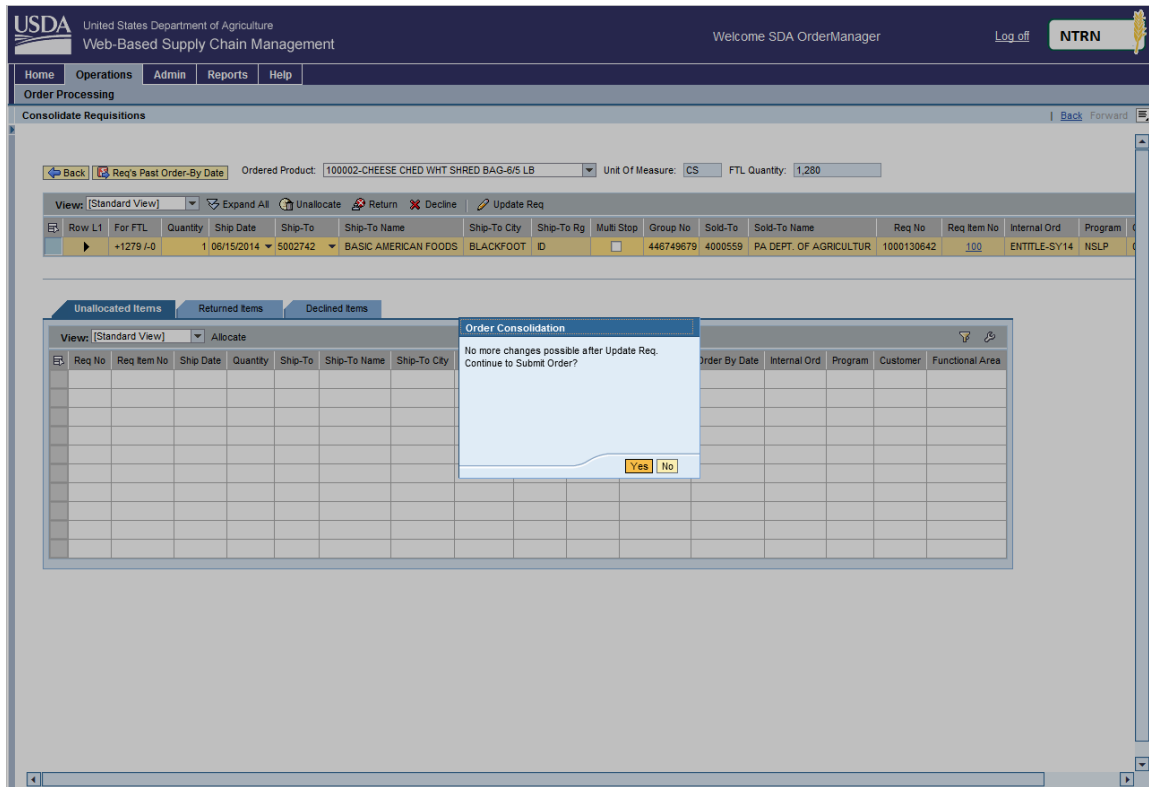 USDA United States Department of Agriculture
Web-Based Supply Chain Management
Welcome SDA OrderManager
Log off
NTRN
Home Operations Admin Reports Help
Order Processing
Consolidate Requisitions | Back Forward
Back Req's Past Order-By Date Ordered Product: 100002-CHEESE CHED WHT SHRED BAG-6/5 LB Unit Of Measure: CS FTL Quantity: 1,280
View: [Standard View] Expand All Unallocate Return Decline Update Req
Row L1 For FTL Quantity Ship Date Ship-To Ship-To Name Ship-To City Ship-To Rg Multi Stop Group No Sold-To Sold-To Name Req No Req Item No Internal Ord Program
+1279 /-0 1 06/15/2014 5002742 BASIC AMERICAN FOODS BLACKFOOT ID 446749679 4000559 PA DEPT. OF AGRICULTUR 1000130642 100 ENTITLE-SY14 NSLP
Unallocated Items Returned Items Declined Items
View: [Standard View] Allocate
Req No Req Item No Ship Date Quantity Ship-To Ship-To Name Ship-To City Order By Date Internal Ord Program Customer Functional Area
Order Consolidation
No more changes possible after Update Req.
Continue to Submit Order?
Yes No